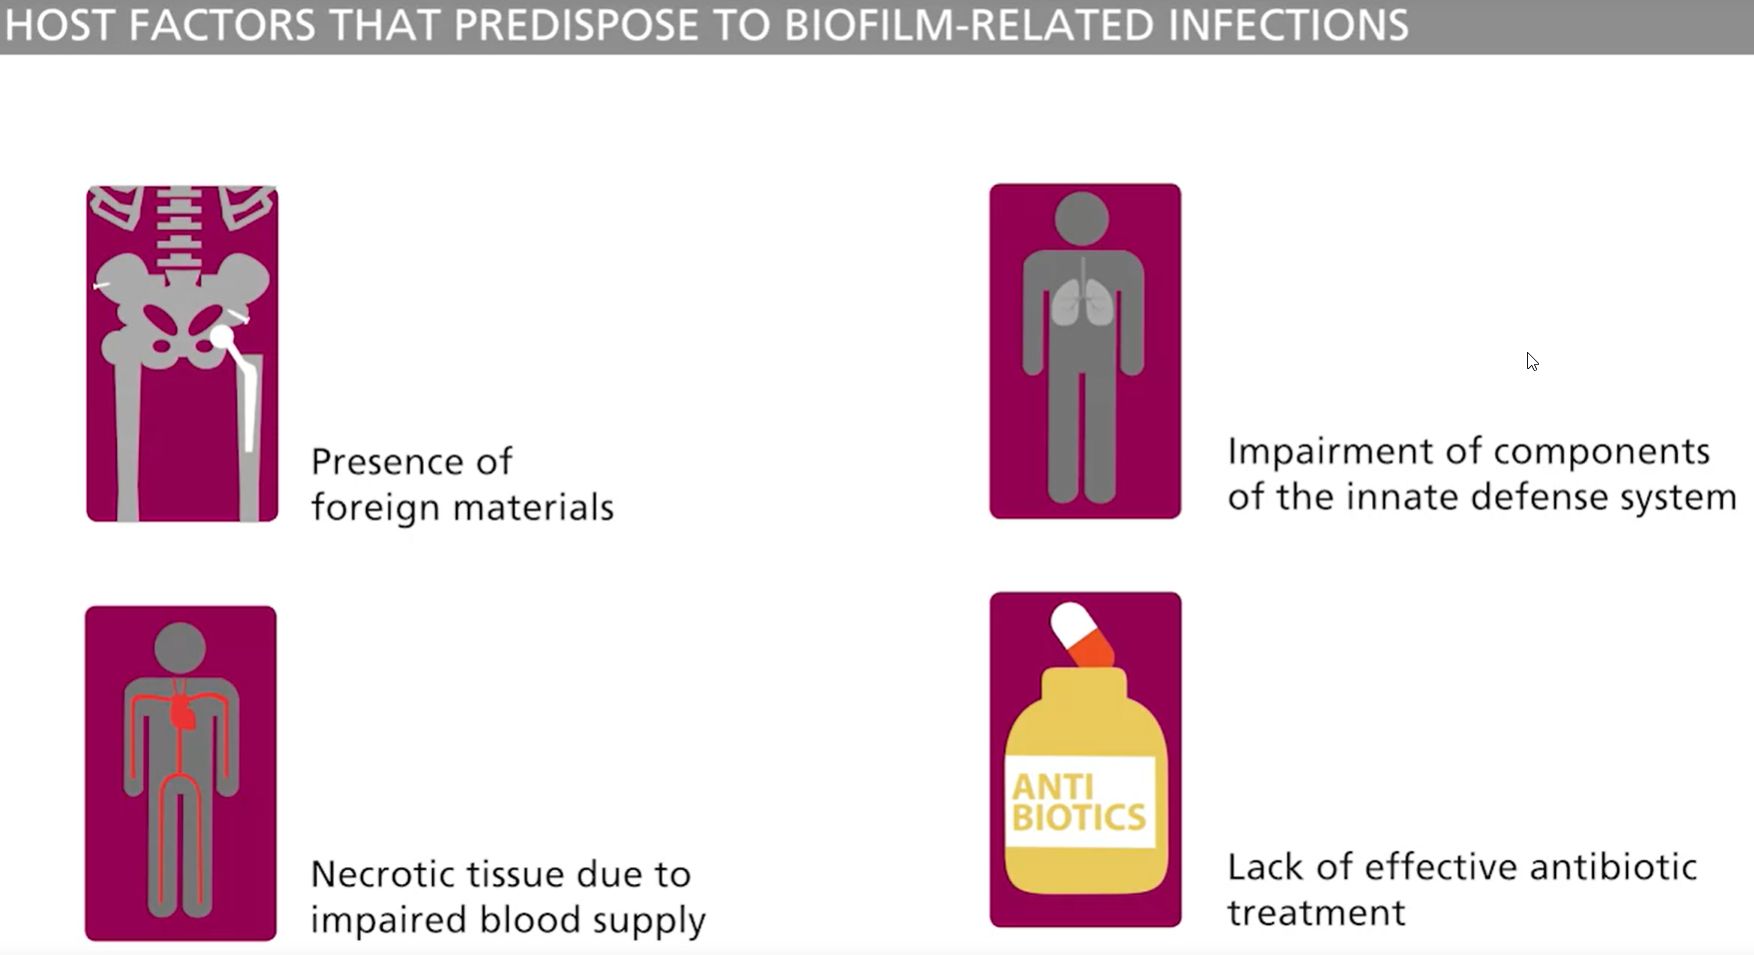 HOST FACTORS THAT PREDISPOSE TO BIOFILM-RELATED INFECTIONS
Presence of
foreign materials
Impairment of components
of the innate defense system
Necrotic tissue due to
impaired blood supply
ANTI
BIOTICS
Lack of effective antibiotic
treatment